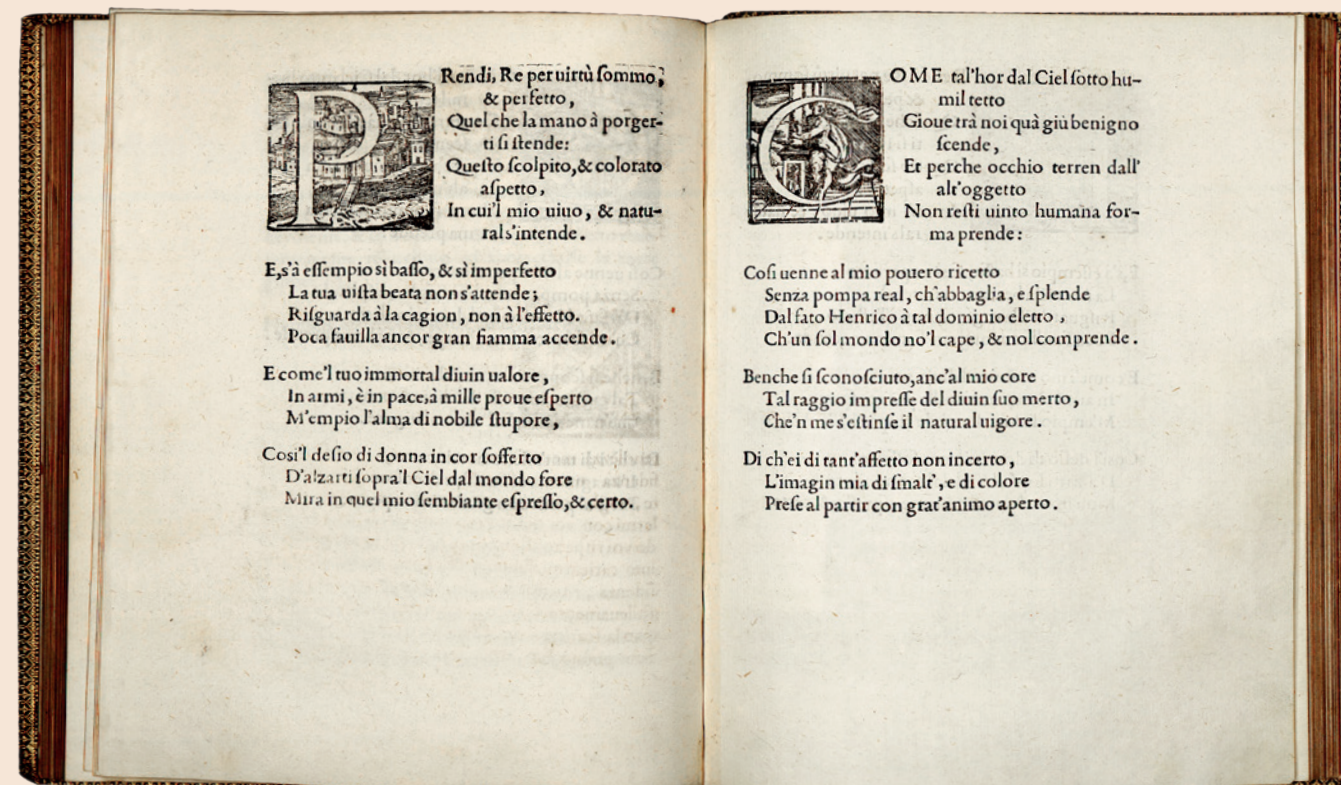 PRendi, Re per uirtù ſommo,
& perfetto,
Quel che la mano à porger-
ti ſi ſtende:
Queſto ſcolpito, & colorato
aſpetto,
In cui'l mio uiuo, & natu-
ral s'intende.
E, s'à eſſempio sì baſſo, & sì imperfetto
La tua uiſta beata non s'attende;
Riſguarda à la cagion, non à l'effetto.
Poca fauilla ancor gran fiamma accende.
E come'l tuo immortal diuin ualore,
In armi, è in pace, à mille proue eſperto
M'empio l'alma di nobile ſtupore,
Cosi'l deſio di donna in cor ſofferto
D'alzarti ſopra'l Ciel dal mondo fore
Mira in quel mio ſembiante eſpreſſo, & certo.
COME tal'hor dal Ciel ſotto hu-
mil tetto
Gioue trà noi quà giù benigno
ſcende,
Et perche occhio terren dall'
alt'oggetto
Non reſti uinto humana for-
ma prende:
Coſi uenne al mio pouero ricetto
Senza pompa real, ch'abbaglia, e ſplende
Dal fato Henrico à tal dominio eletto,
Ch'un ſol mondo no'l cape, & nol comprende.
Benche ſi ſconoſciuto, anc'al mio core
Tal raggio impreſſe del diuin ſuo merto,
Che'n me s'eſtinſe il natural uigore.
Di ch'ei di tant'affetto non incerto,
L'imagin mia di ſmalt', e di colore
Preſe al partir con grat'animo aperto.